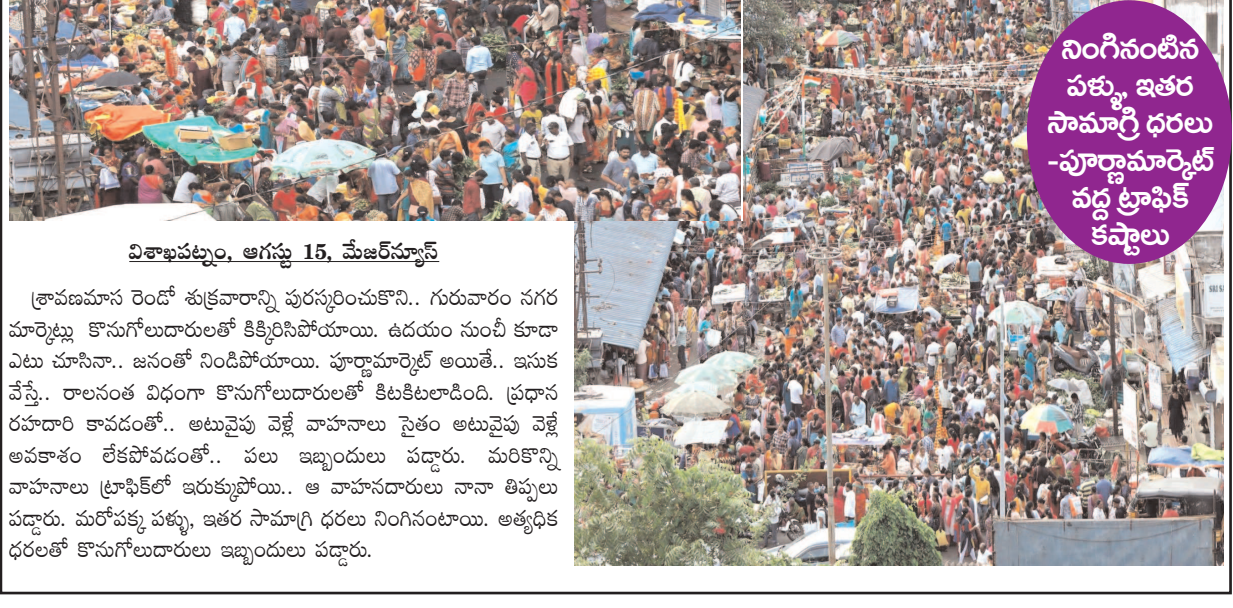 నింగినంటిన
పళ్ళు, ఇతర
సామాగ్రి ధరలు
-పూర్ణామార్కెట్
వద్ద ట్రాఫిక్
కష్టాలు
విశాఖపట్నం, ఆగస్టు 15, మేజర్‌న్యూస్
శ్రావణమాస రెండో శుక్రవారాన్ని పురస్కరించుకొని.. గురువారం నగర
మార్కెట్లు కొనుగోలుదారులతో కిక్కిరిసిపోయాయి. ఉదయం నుంచీ కూడా
ఎటు చూసినా.. జనంతో నిండిపోయాయి. పూర్ణామార్కెట్ అయితే.. ఇసుక
వేస్తే.. రాలనంత విధంగా కొనుగోలుదారులతో కిటకిటలాడింది. ప్రధాన
రహదారి కావడంతో.. అటువైపు వెళ్లే వాహనాలు సైతం అటువైపు వెళ్లే
అవకాశం లేకపోవడంతో.. పలు ఇబ్బందులు పడ్డారు. మరికొన్ని
వాహనాలు ట్రాఫిక్‌లో ఇరుక్కుపోయి.. ఆ వాహనదారులు నానా తిప్పలు
పడ్డారు. మరోపక్క పళ్ళు, ఇతర సామాగ్రి ధరలు నింగినంటాయి. అత్యధిక
ధరలతో కొనుగోలుదారులు ఇబ్బందులు పడ్డారు.